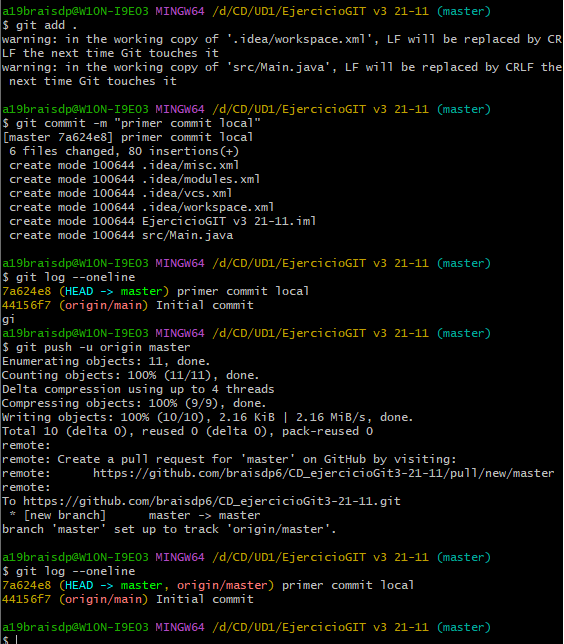 a19braisdp@W10N-I9E03 MINGW64 /d/CD/UD1/EjercicioGIT v3 21-11 (master)
$ git add .
warning: in the working copy of '.idea/workspace.xml', LF will be replaced by CR
LF the next time Git touches it
warning: in the working copy of 'src/Main.java', LF will be replaced by CRLF the
 next time Git touches it

a19braisdp@W10N-I9E03 MINGW64 /d/CD/UD1/EjercicioGIT v3 21-11 (master)
$ git commit -m "primer commit local"
[master 7a624e8] primer commit local
 6 files changed, 80 insertions(+)
 create mode 100644 .idea/misc.xml
 create mode 100644 .idea/modules.xml
 create mode 100644 .idea/vcs.xml
 create mode 100644 .idea/workspace.xml
 create mode 100644 EjercicioGIT v3 21-11.iml
 create mode 100644 src/Main.java

a19braisdp@W10N-I9E03 MINGW64 /d/CD/UD1/EjercicioGIT v3 21-11 (master)
$ git log --oneline
7a624e8 (HEAD -> master) primer commit local
44156f7 (origin/main) Initial commit
gi
a19braisdp@W10N-I9E03 MINGW64 /d/CD/UD1/EjercicioGIT v3 21-11 (master)
$ git push -u origin master
Enumerating objects: 11, done.
Counting objects: 100% (11/11), done.
Delta compression using up to 4 threads
Compressing objects: 100% (9/9), done.
Writing objects: 100% (10/10), 2.16 KiB | 2.16 MiB/s, done.
Total 10 (delta 0), reused 0 (delta 0), pack-reused 0
remote:
remote: Create a pull request for 'master' on GitHub by visiting:
remote:      https://github.com/braisdp6/CD_ejercicioGit3-21-11/pull/new/master
remote:
To https://github.com/braisdp6/CD_ejercicioGit3-21-11.git
 * [new branch]      master -> master
branch 'master' set up to track 'origin/master'.

a19braisdp@W10N-I9E03 MINGW64 /d/CD/UD1/EjercicioGIT v3 21-11 (master)
$ git log --oneline
7a624e8 (HEAD -> master, origin/master) primer commit local
44156f7 (origin/main) Initial commit

a19braisdp@W10N-I9E03 MINGW64 /d/CD/UD1/EjercicioGIT v3 21-11 (master)
$